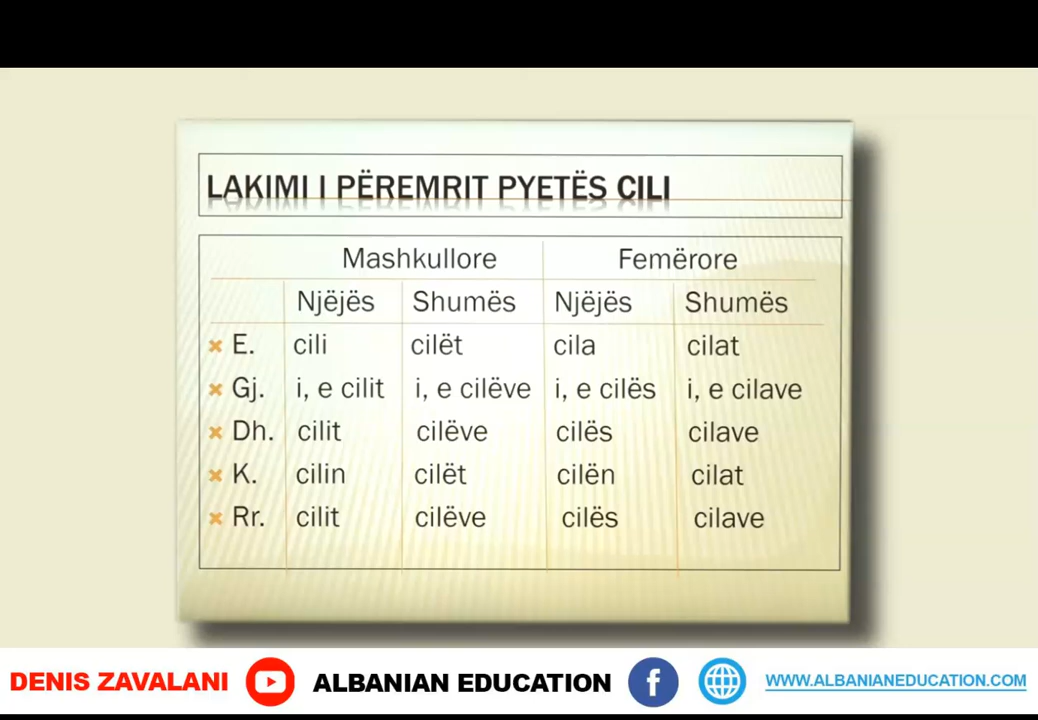 LAKIMI I PËREMRIT PYETËS CILI
Mashkullore Femërore
Njëjës Shumës Njëjës Shumës
E. cili cilët cila cilat
Gj. i, e cilit i, e cilëve i, e cilës i, e cilave
Dh. cilit cilëve cilës cilave
K. cilin cilët cilën cilat
Rr. cilit cilëve cilës cilave
DENIS ZAVALANI ALBANIAN EDUCATION WWW.ALBANIANEDUCATION.COM